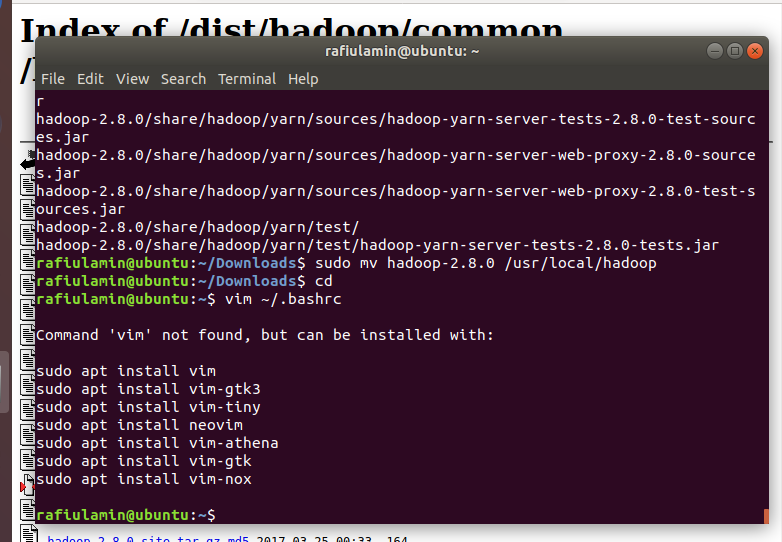 Index of /dist/hadoop/common
rafiulamin@ubuntu: ~
File Edit View Search Terminal Help
r
hadoop-2.8.0/share/hadoop/yarn/sources/hadoop-yarn-server-tests-2.8.0-test-sourc
es.jar
hadoop-2.8.0/share/hadoop/yarn/sources/hadoop-yarn-server-web-proxy-2.8.0-source
s.jar
hadoop-2.8.0/share/hadoop/yarn/sources/hadoop-yarn-server-web-proxy-2.8.0-test-s
ources.jar
hadoop-2.8.0/share/hadoop/yarn/test/
hadoop-2.8.0/share/hadoop/yarn/test/hadoop-yarn-server-tests-2.8.0-tests.jar
rafiulamin@ubuntu:~/Downloads$ sudo mv hadoop-2.8.0 /usr/local/hadoop
rafiulamin@ubuntu:~/Downloads$ cd
rafiulamin@ubuntu:~$ vim ~/.bashrc
Command 'vim' not found, but can be installed with:
sudo apt install vim
sudo apt install vim-gtk3
sudo apt install vim-tiny
sudo apt install neovim
sudo apt install vim-athena
sudo apt install vim-gtk
sudo apt install vim-nox
rafiulamin@ubuntu:~$
hadoop-2.8.0-site.tar.gz.md5 2017-03-25 00:33 164